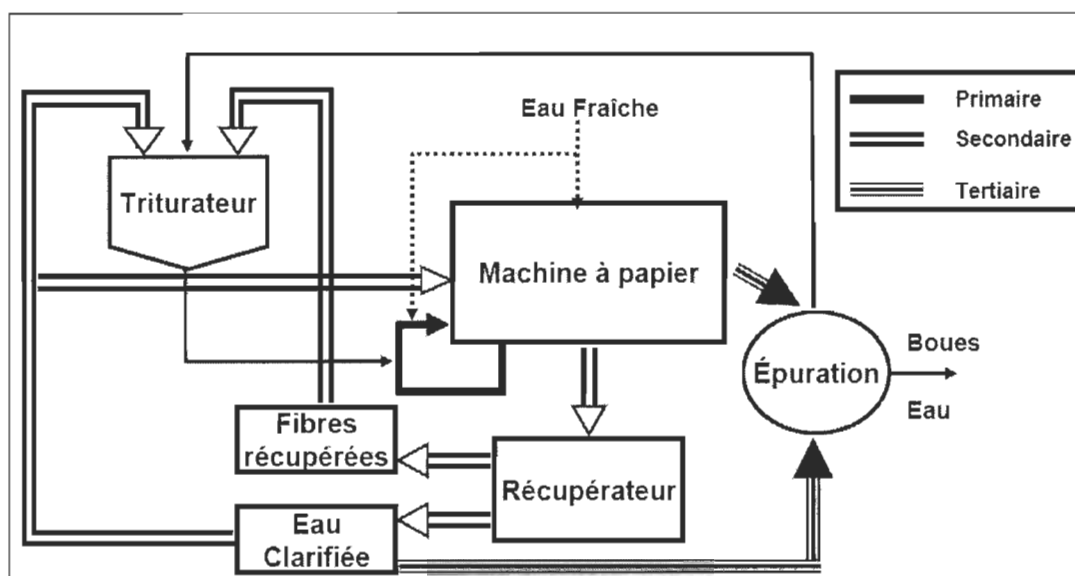 Eau Fraîche
Primaire
Secondaire
Tertiaire
Triturateur
Machine à papier
Boues
Épuration
Eau
Fibres
récupérées
Récupérateur
Eau
Clarifiée